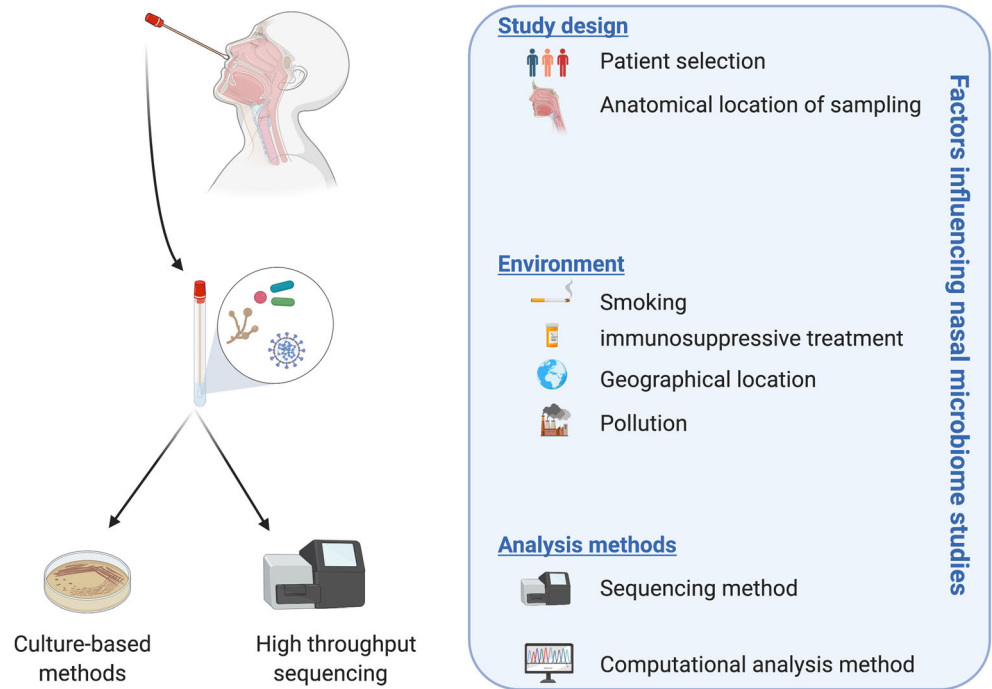 Culture-based
methods
High throughput
sequencing
Study design
Patient selection
Anatomical location of sampling
Environment
Smoking
immunosuppressive treatment
Geographical location
Pollution
Analysis methods
Sequencing method
Computational analysis method
Factors influencing nasal microbiome studies